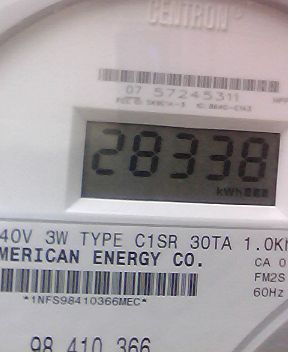 CENTRON®
07 57245311
28338
kWh
40V 3W TYPE C1SR 30TA 1.0Kh
MERICAN ENERGY CO.
CA 0
FM2S
*1NFS98410366MEC*
60Hz
98 410 366